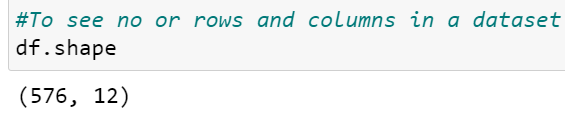 #To see no or rows and columns in a dataset
df.shape
(576, 12)